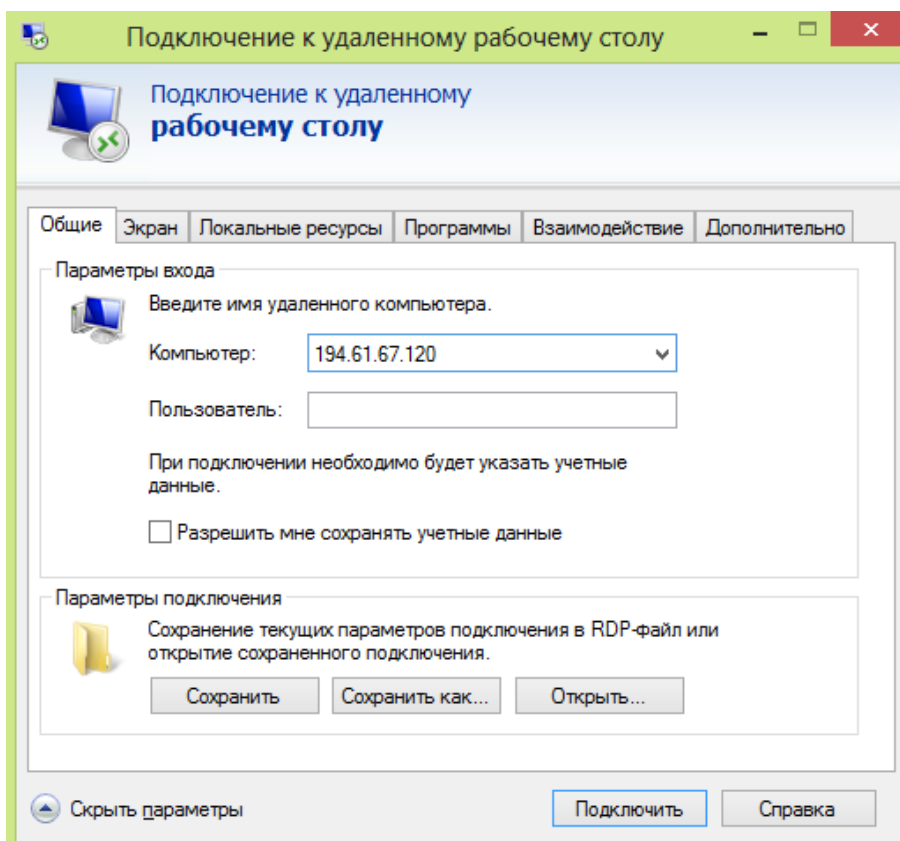 Подключение к удаленному рабочему столу
Подключение к удаленному
рабочему столу
Общие Экран Локальные ресурсы Программы Взаимодействие Дополнительно
Параметры входа
Введите имя удаленного компьютера.
Компьютер: 194.61.67.120
Пользователь:
При подключении необходимо будет указать учетные
данные.
Разрешить мне сохранять учетные данные
Параметры подключения
Сохранение текущих параметров подключения в RDP-файл или
открытие сохраненного подключения.
Сохранить Сохранить как... Открыть...
Скрыть параметры Подключить Справка